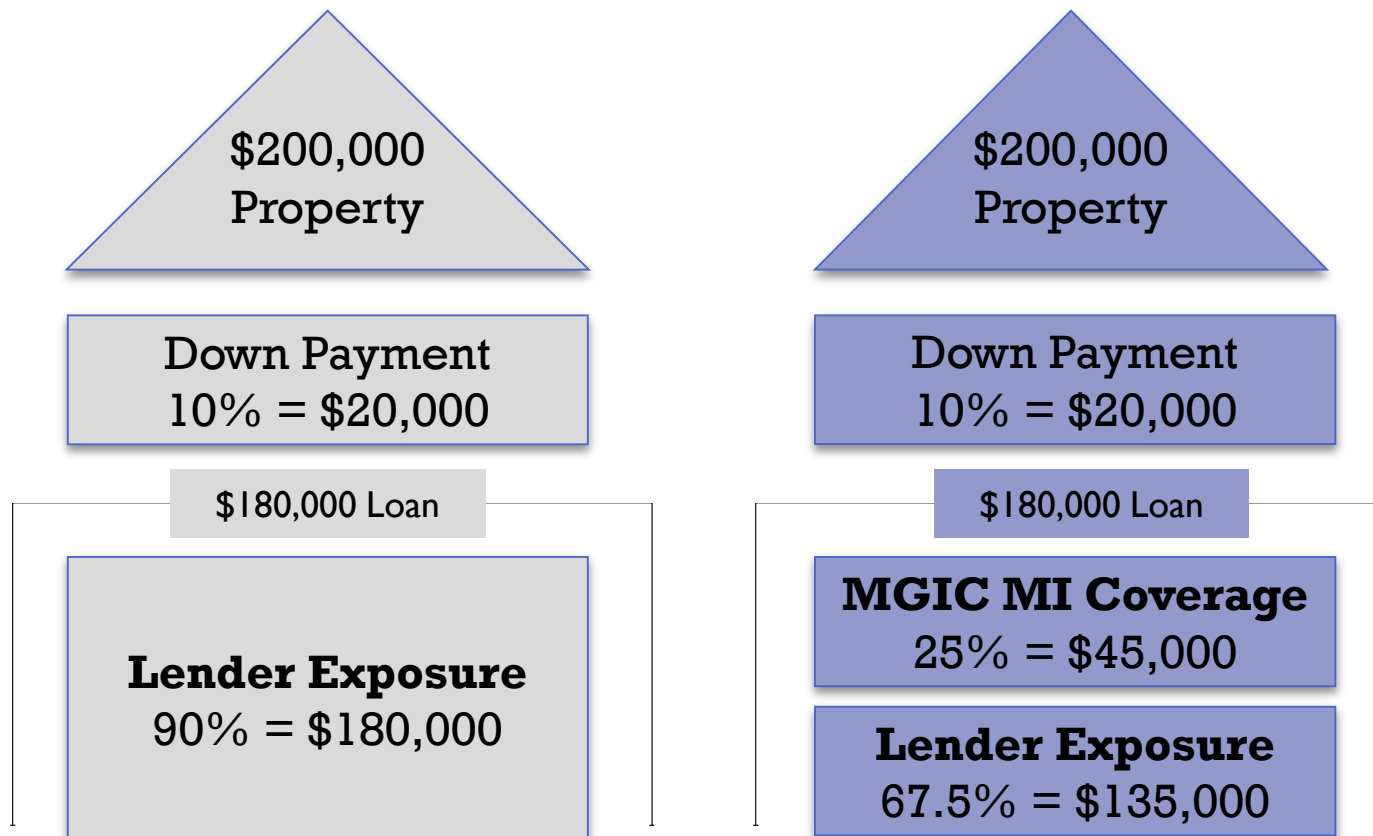 $200,000
Property
Down Payment
10% = $20,000
$180,000 Loan
Lender Exposure
90% = $180,000
$200,000
Property
Down Payment
10% = $20,000
$180,000 Loan
MGIC MI Coverage
25% = $45,000
Lender Exposure
67.5% = $135,000